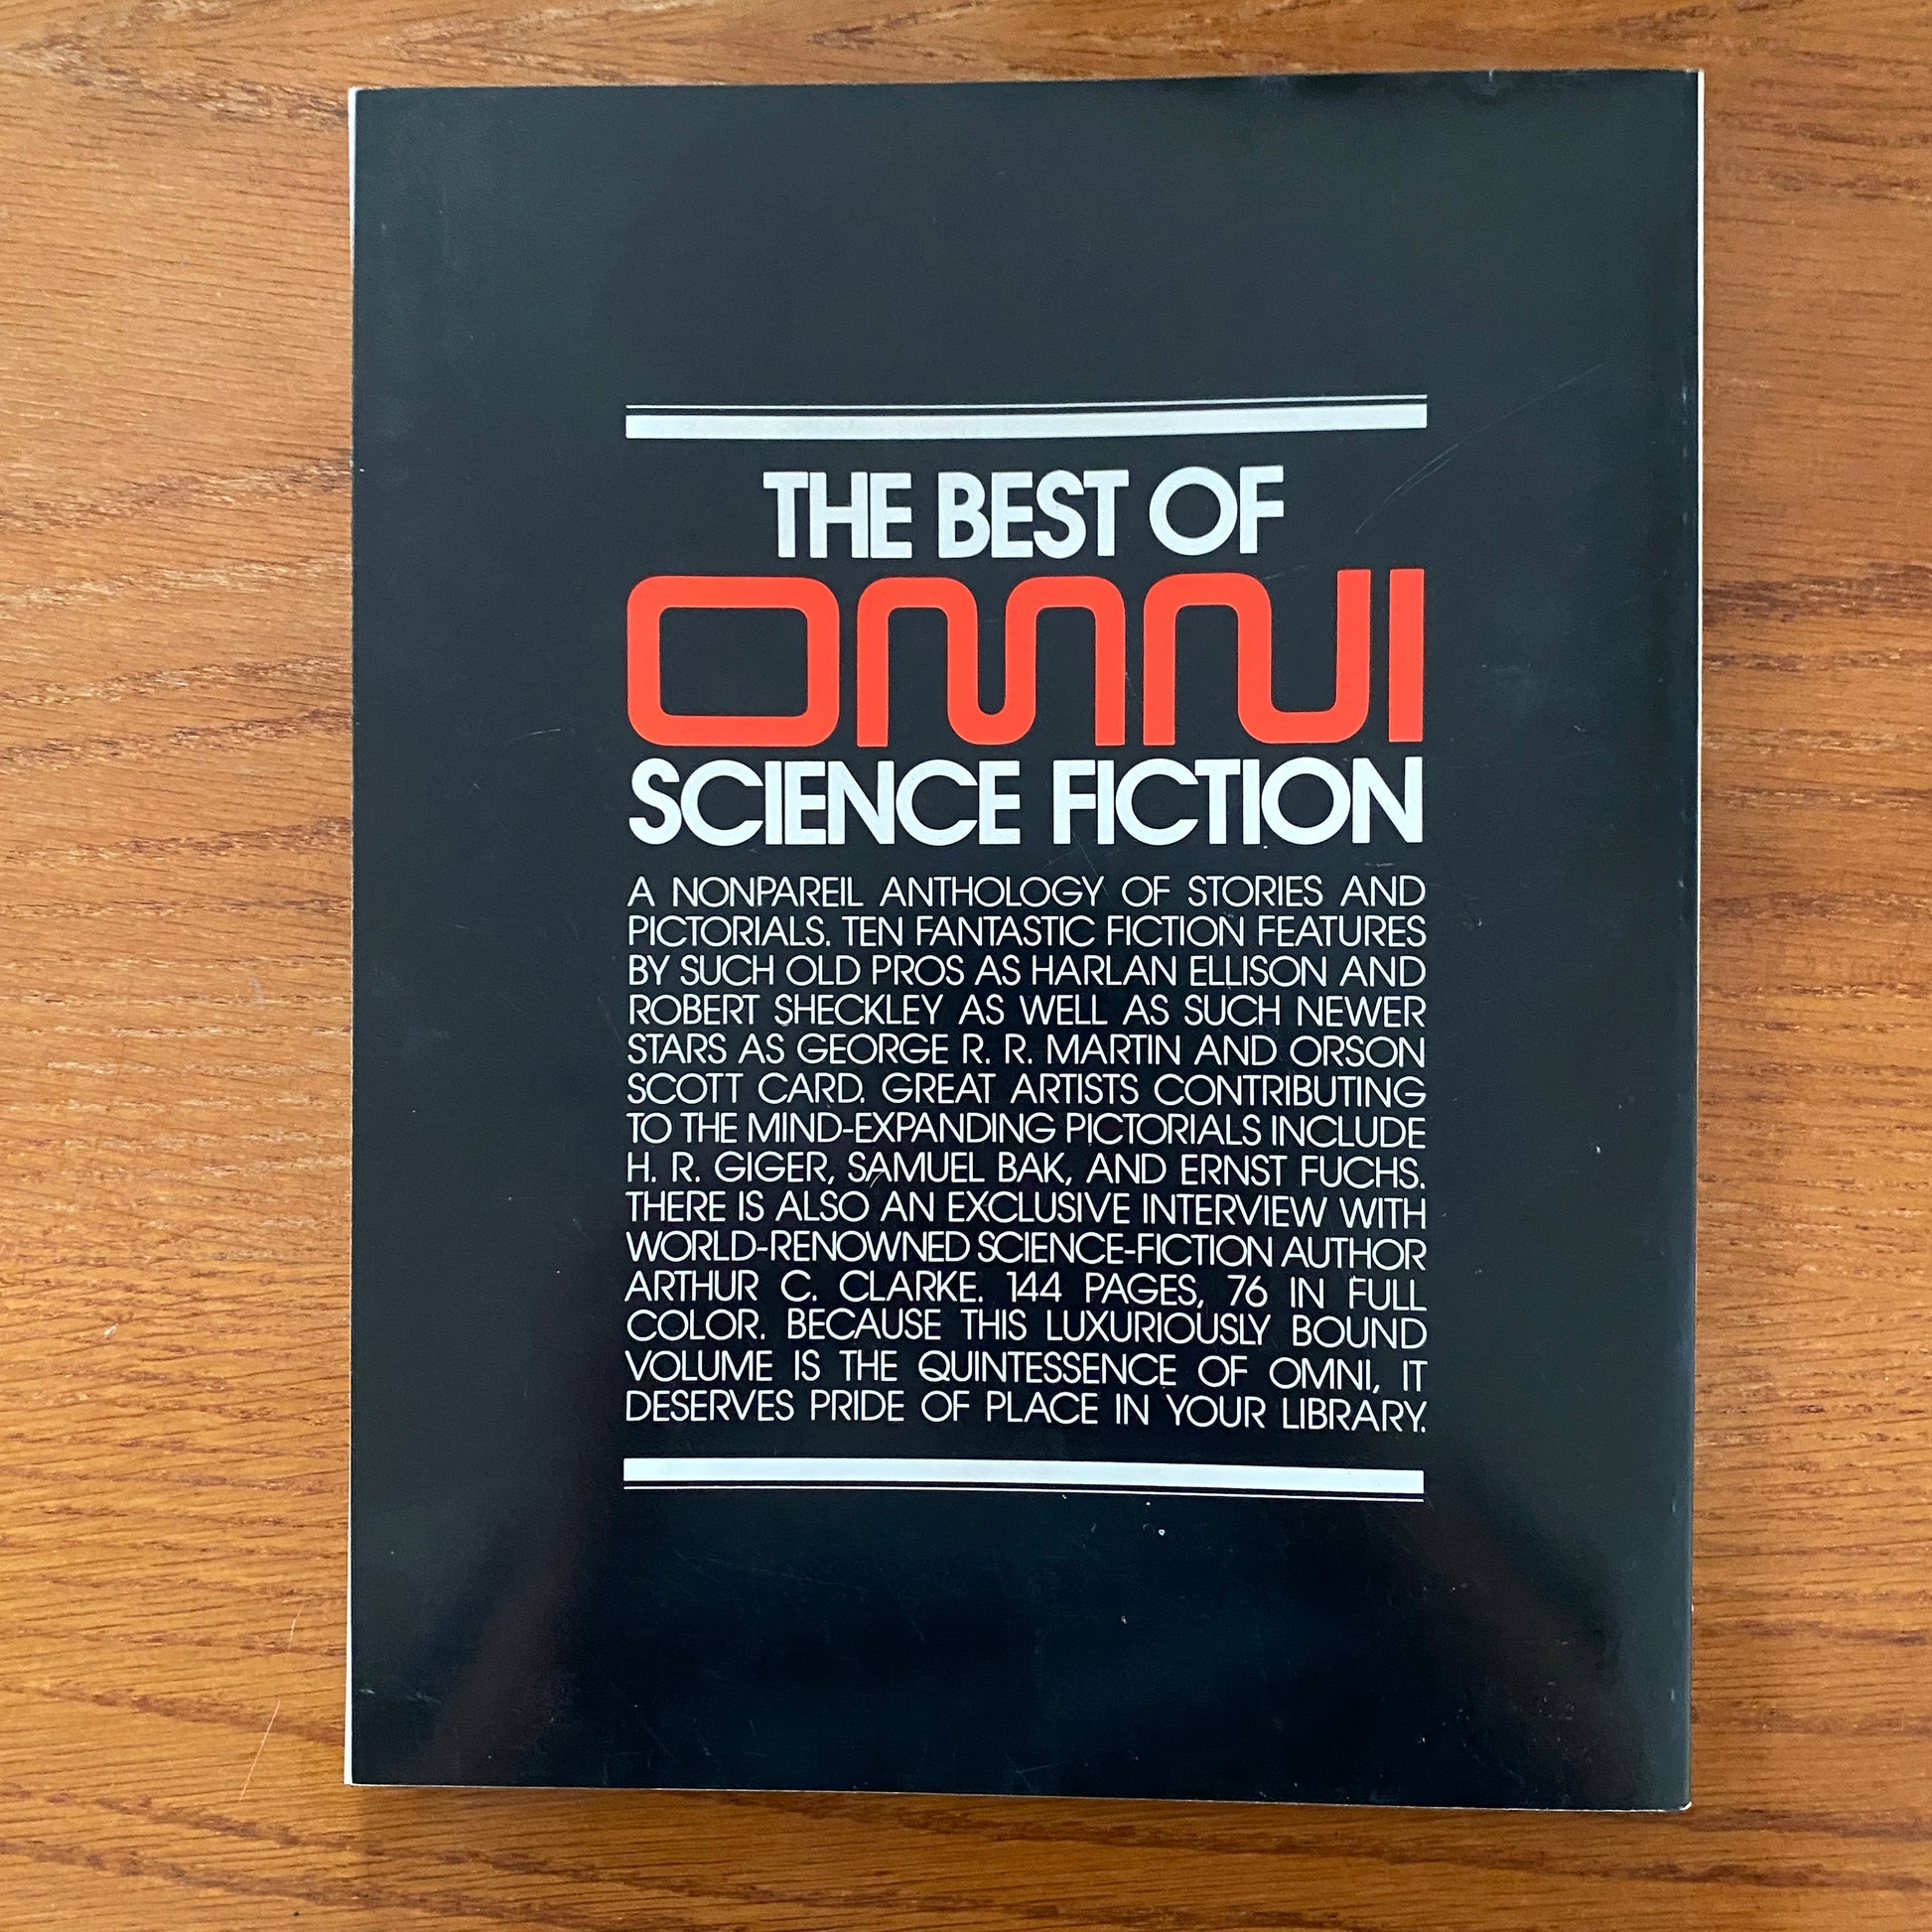 THE BEST OF
OMNI
SCIENCE FICTION
A NONPAREIL ANTHOLOGY OF STORIES AND
PICTORIALS. TEN FANTASTIC FICTION FEATURES
BY SUCH OLD PROS AS HARLAN ELLISON AND
ROBERT SHECKLEY AS WELL AS SUCH NEWER
STARS AS GEORGE R. R. MARTIN AND ORSON
SCOTT CARD. GREAT ARTISTS CONTRIBUTING
TO THE MIND-EXPANDING PICTORIALS INCLUDE
H. R. GIGER, SAMUEL BAK, AND ERNST FUCHS.
THERE IS ALSO AN EXCLUSIVE INTERVIEW WITH
WORLD-RENOWNED SCIENCE-FICTION AUTHOR
ARTHUR C. CLARKE. 144 PAGES, 76 IN FULL
COLOR. BECAUSE THIS LUXURIOUSLY BOUND
VOLUME IS THE QUINTESSENCE OF OMNI, IT
DESERVES PRIDE OF PLACE IN YOUR LIBRARY.